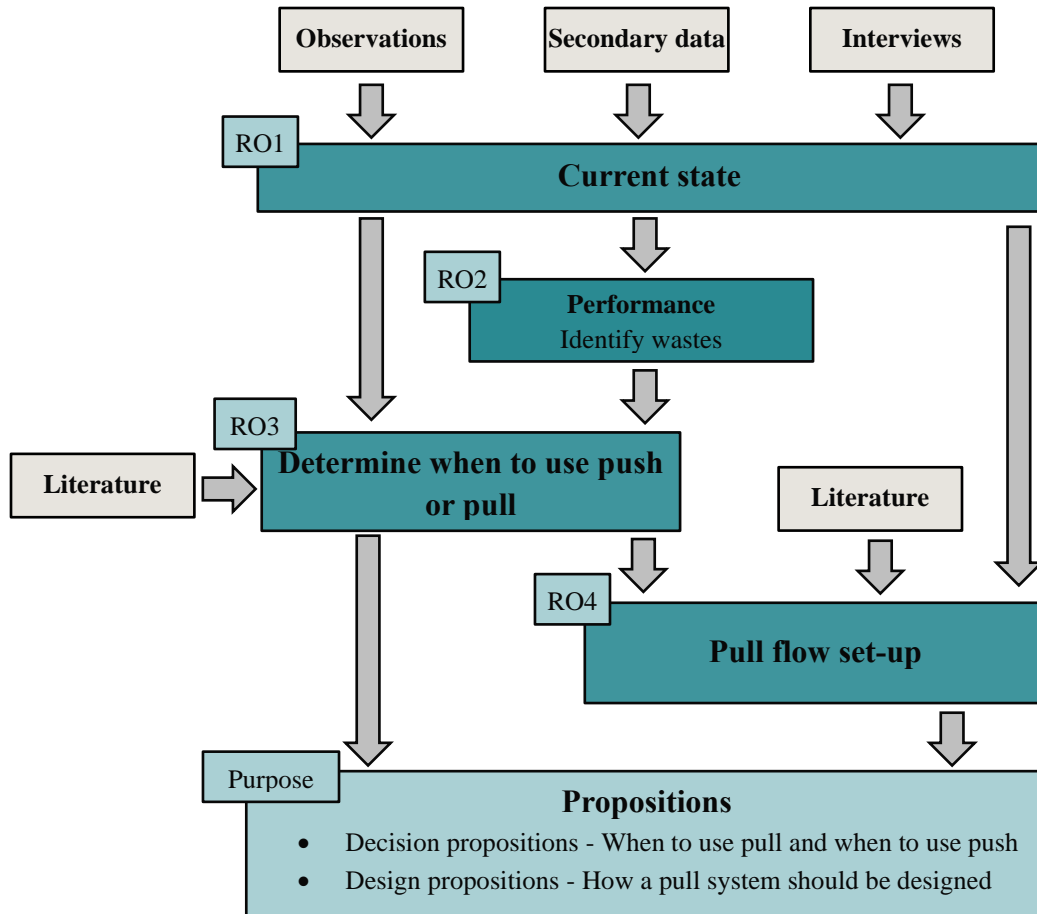 Observations
Secondary data
Interviews
RO1
Current state
RO2
Performance
Identify wastes
RO3
Determine when to use push
or pull
Literature
Literature
RO4
Pull flow set-up
Purpose
Propositions
• Decision propositions - When to use pull and when to use push
• Design propositions - How a pull system should be designed